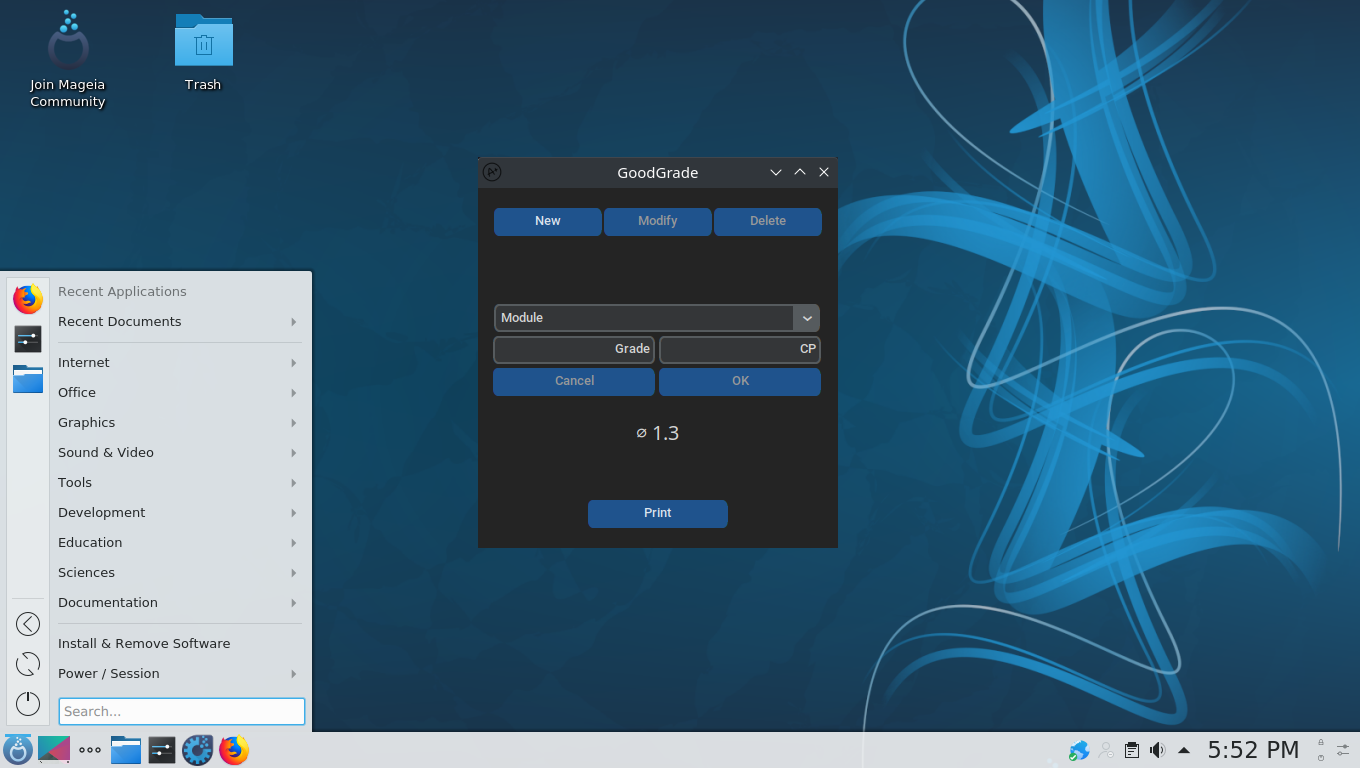 Join Mageia
Community
Trash
GoodGrade
New
Modify
Delete
Module
Grade
CP
Cancel
OK
⌀ 1.3
Print
Recent Applications
Recent Documents
Internet
Office
Graphics
Sound & Video
Tools
Development
Education
Sciences
Documentation
Install & Remove Software
Power / Session
Search...
5:52 PM